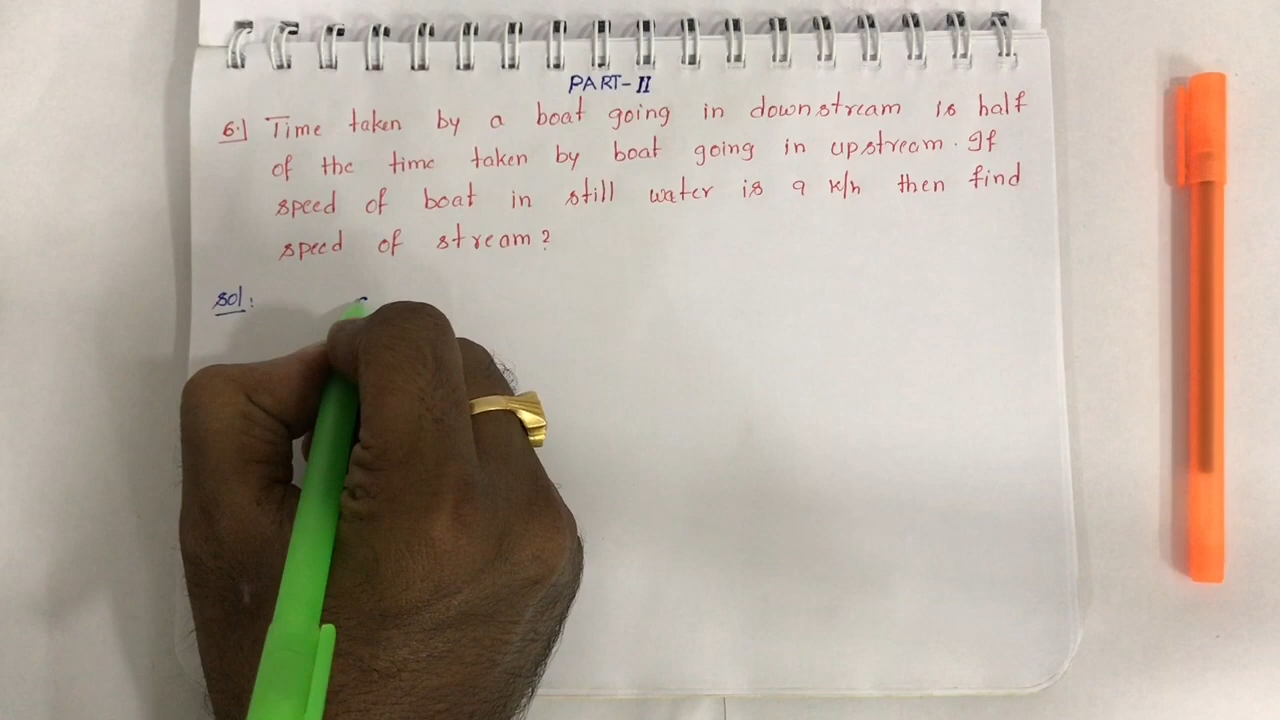 PART-II
6.) Time taken by a boat going in downstream is half
of the time taken by boat going in upstream. If
speed of boat in still water is 9 k/h then find
speed of stream?
Sol: